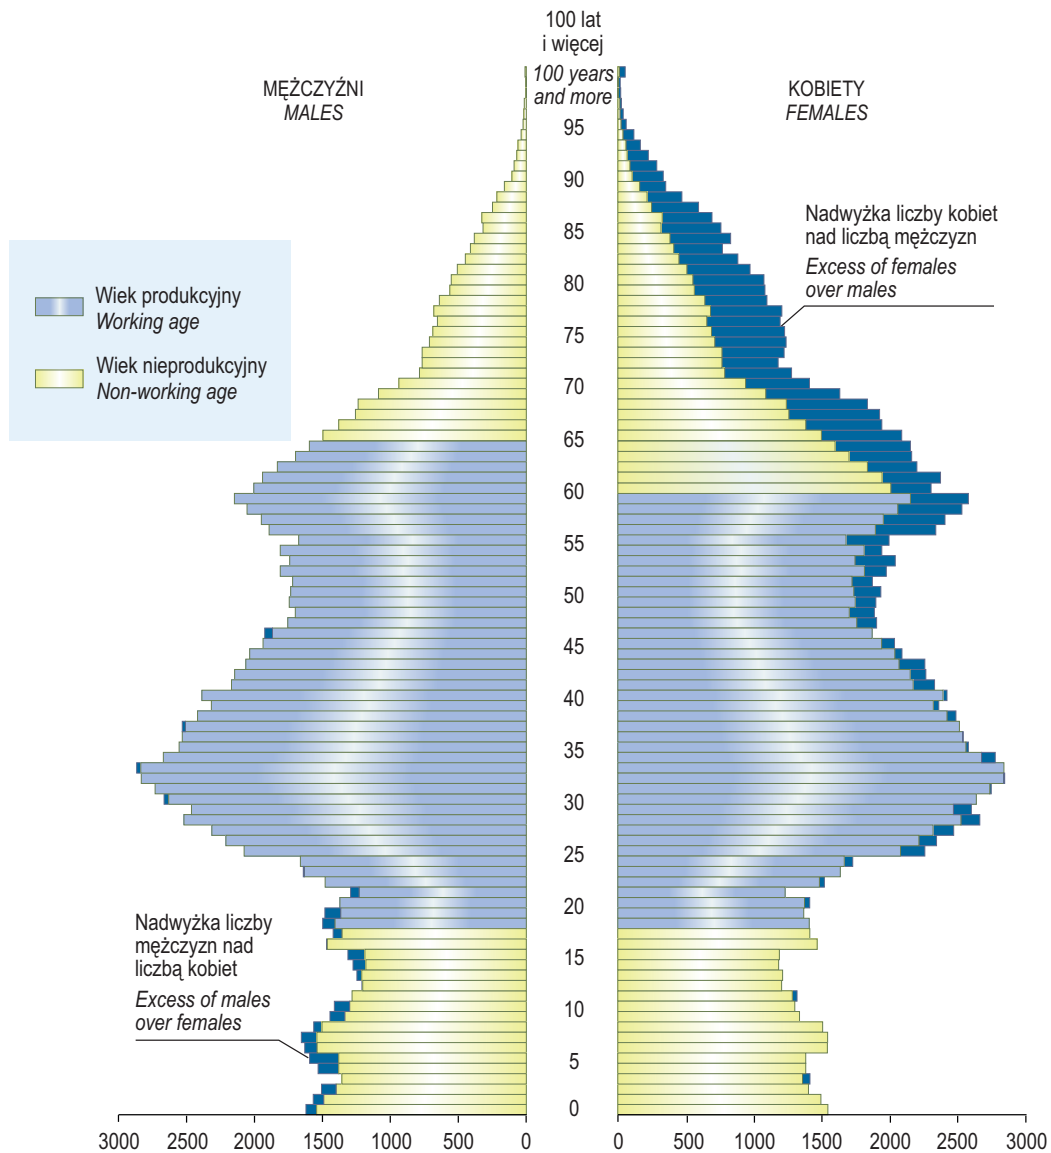 100 lat
i więcej
100 years
and more
MĘŻCZYŹNI
MALES
KOBIETY
FEMALES
95
90
85
80
75
70
65
60
55
50
45
40
35
30
25
20
15
10
5
0
Nadwyżka liczby kobiet
nad liczbą mężczyzn
Excess of females
over males
Wiek produkcyjny
Working age
Wiek nieprodukcyjny
Non-working age
Nadwyżka liczby
mężczyzn nad
liczbą kobiet
Excess of males
over females
3000 2500 2000 1500 1000 500 0
0 500 1000 1500 2000 2500 3000